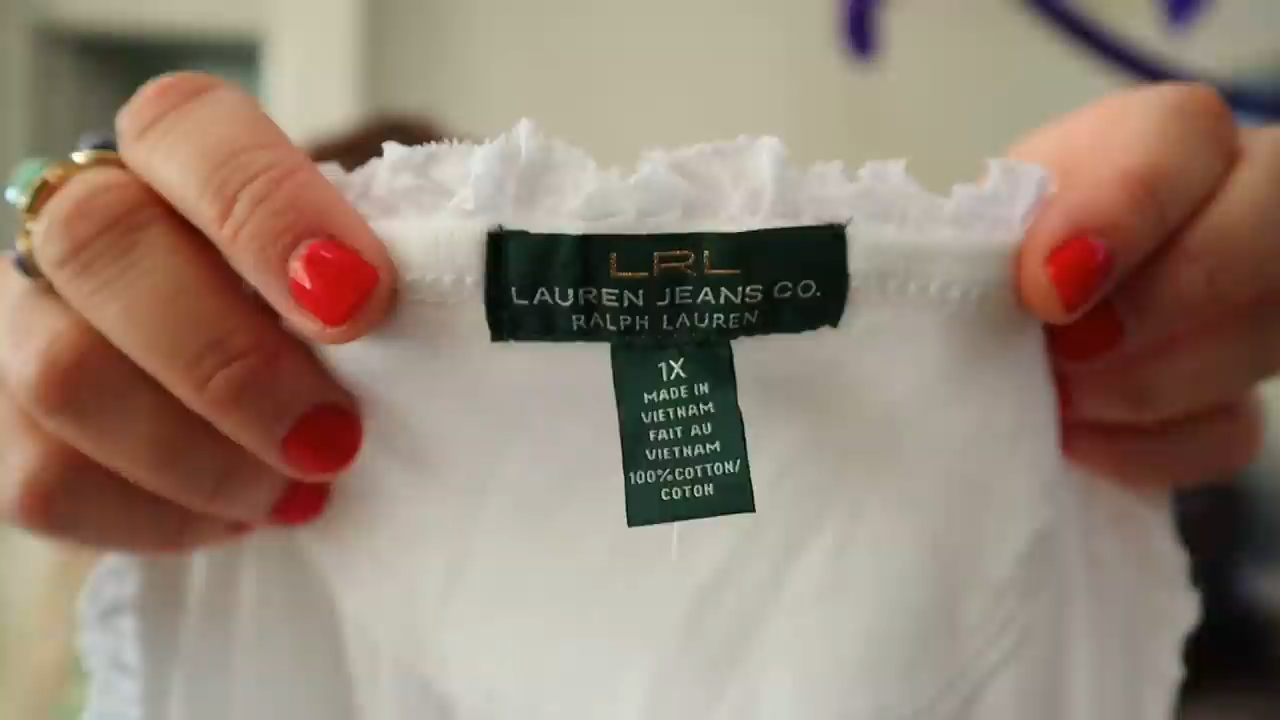 LRL
LAUREN JEANS CO.
RALPH LAUREN
1X
MADE IN
VIETNAM
FAIT AU
VIETNAM
100%COTTON/
COTON